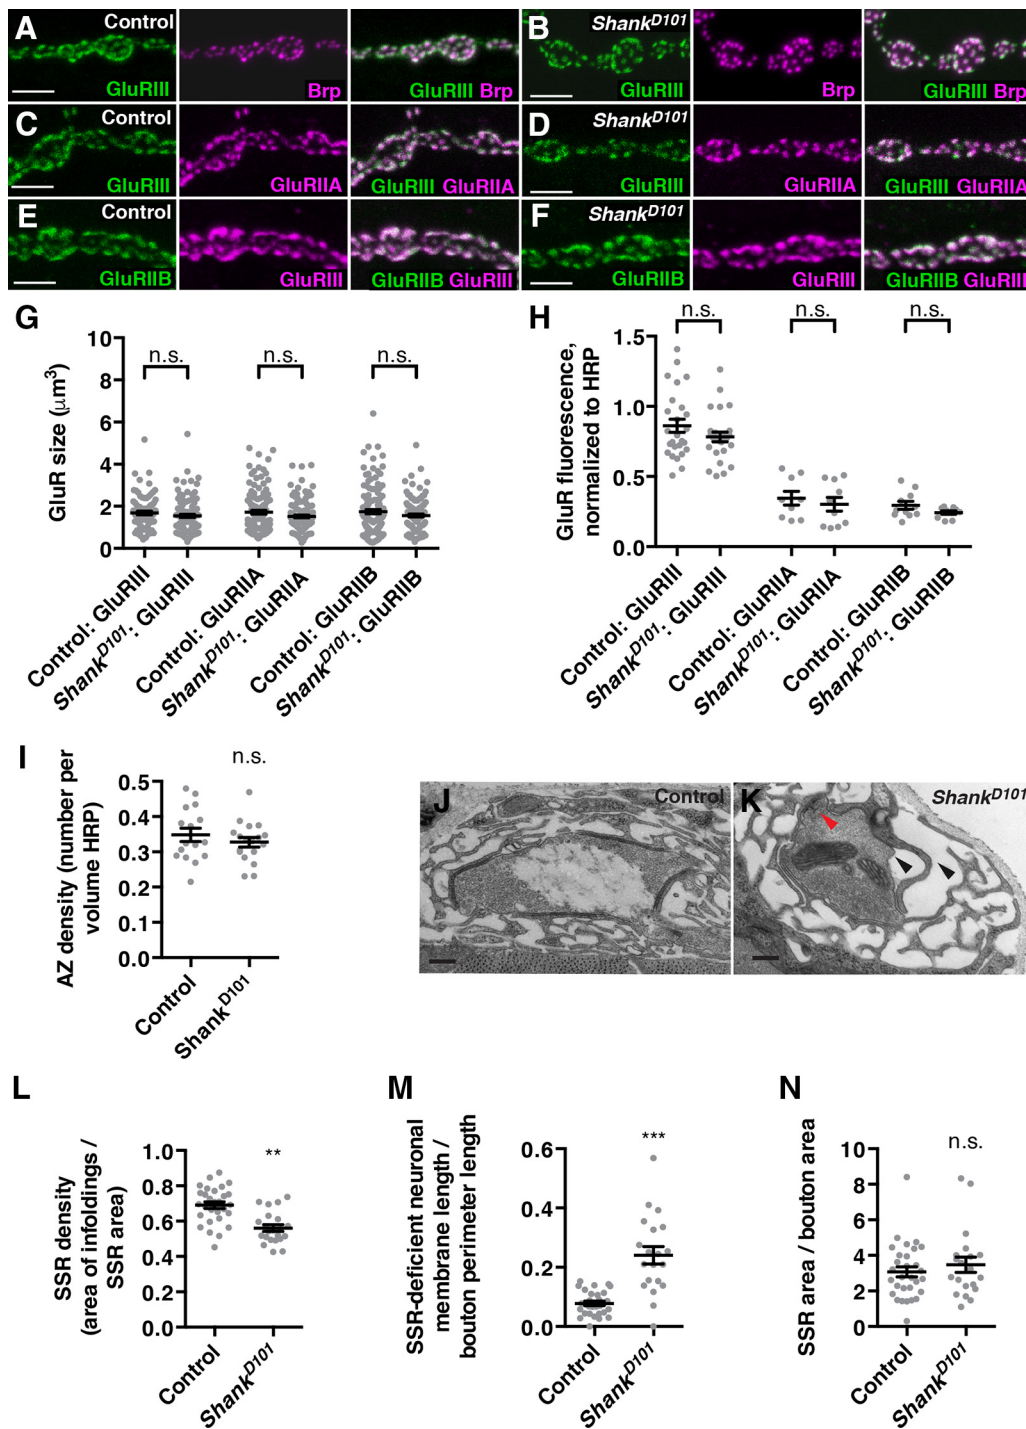 A Control B Shank^D101
GluRIII Brp GluRIII Brp GluRIII Brp GluRIII Brp
C Control D Shank^D101
GluRIII GluRIIA GluRIII GluRIIA GluRIII GluRIIA GluRIII GluRIIA
E Control F Shank^D101
GluRIIB GluRIII GluRIIB GluRIII GluRIIB GluRIII GluRIIB GluRIII
G
GluR size (μm³)
10
8
6
4
2
0
n.s. n.s. n.s.
Control: GluRIII
Shank^D101: GluRIII
Control: GluRIIA
Shank^D101: GluRIIA
Control: GluRIIB
Shank^D101: GluRIIB
H
GluR fluorescence,
normalized to HRP
1.5
1.0
0.5
0.0
n.s. n.s. n.s.
Control: GluRIII
Shank^D101: GluRIII
Control: GluRIIA
Shank^D101: GluRIIA
Control: GluRIIB
Shank^D101: GluRIIB
I
AZ density (number per
volume HRP)
0.5
0.4
0.3
0.2
0.1
0.0
n.s.
Control
Shank^D101
J Control
K Shank^D101
L
SSR density
(area of infoldings /
SSR area)
1.0
0.8
0.6
0.4
0.2
0.0
**
Control
Shank^D101
M
SSR-deficient neuronal
membrane length /
bouton perimeter length
0.6
0.4
0.2
0.0
***
Control
Shank^D101
N
SSR area / bouton area
10
8
6
4
2
0
n.s.
Control
Shank^D101